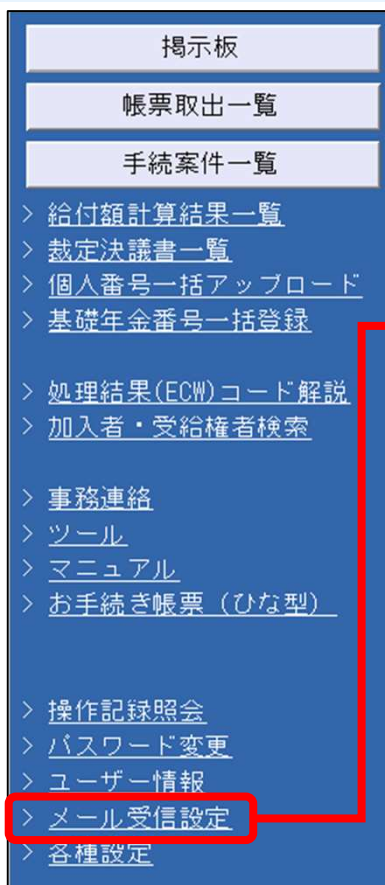 掲示板
帳票取出一覧
手続案件一覧
> 給付額計算結果一覧
> 裁定決議書一覧
> 個人番号一括アップロード
> 基礎年金番号一括登録
> 処理結果(ECW)コード解説
> 加入者・受給権者検索
> 事務連絡
> ツール
> マニュアル
> お手続き帳票（ひな型）
> 操作記録照会
> パスワード変更
> ユーザー情報
> メール受信設定
> 各種設定